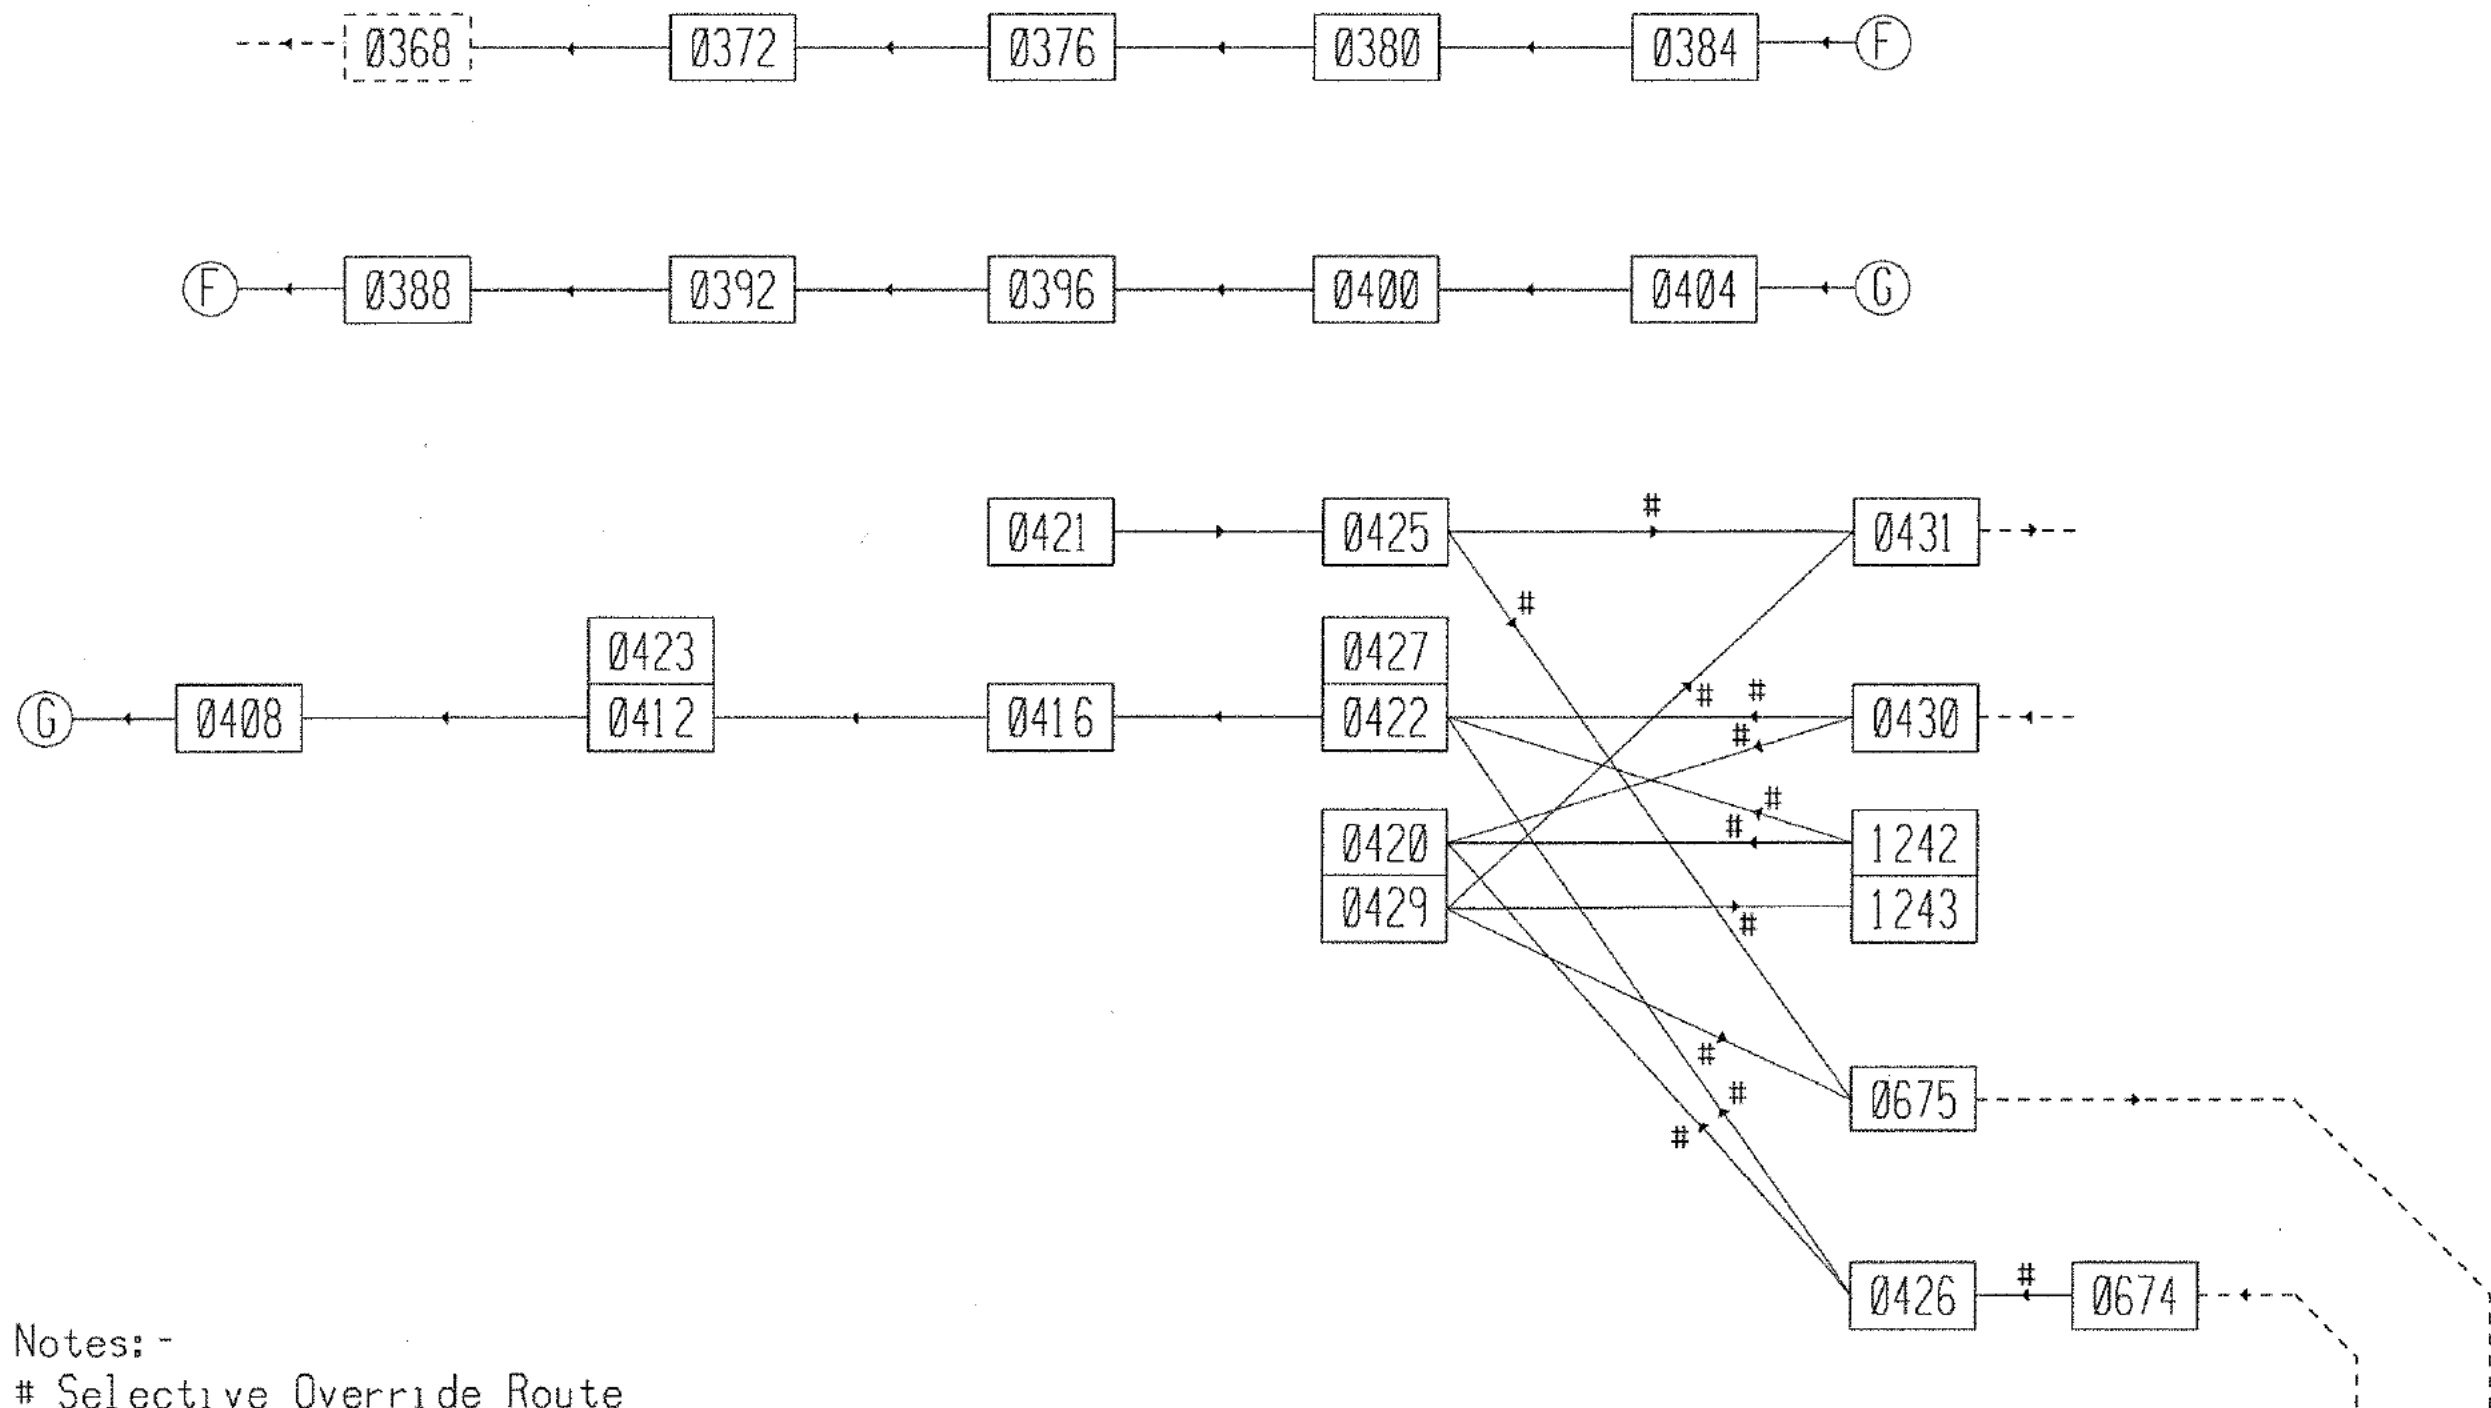 0368 0372 0376 0380 0384 F
F 0388 0392 0396 0400 0404 G
#
0421 0425 0431
#
0423 0427
# #
G 0408 0412 0416 0422 0430
#
#
#
0420 1242
0429 1243
#
#
0675
#
#
#
0426 0674
Notes:-
# Selective Override Route